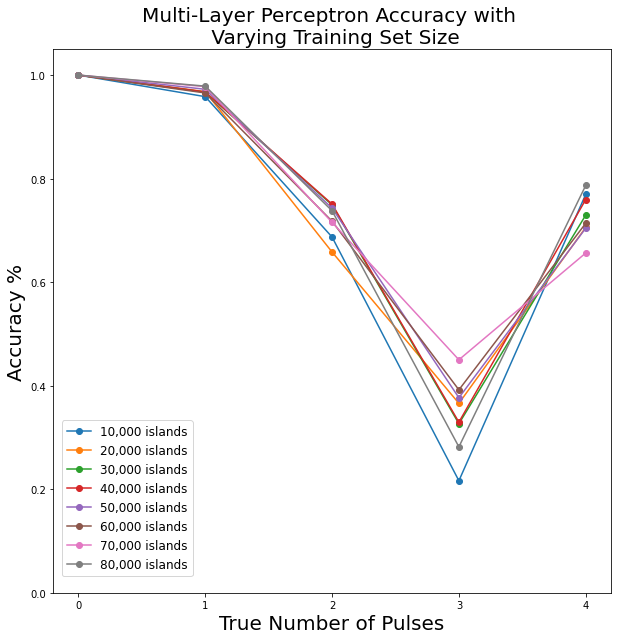 Multi-Layer Perceptron Accuracy with
Varying Training Set Size
Accuracy %
1.0
0.8
0.6
0.4
0.2
0.0
10,000 islands
20,000 islands
30,000 islands
40,000 islands
50,000 islands
60,000 islands
70,000 islands
80,000 islands
0 1 2 3 4
True Number of Pulses